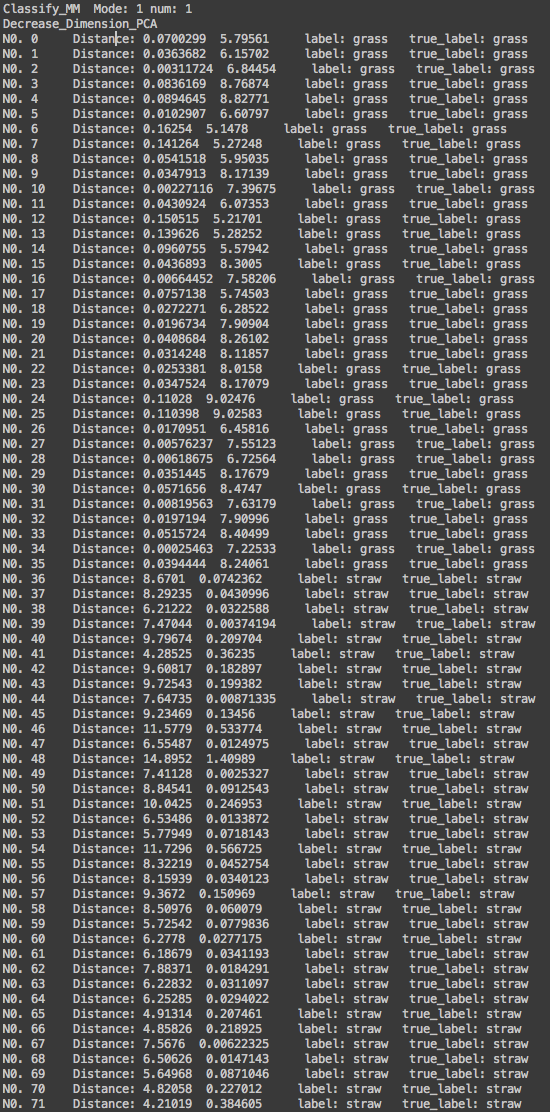 Classify_MM  Mode: 1 num: 1
Decrease_Dimension_PCA
N0. 0     Distance: 0.0700299  5.79561     label: grass   true_label: grass
N0. 1     Distance: 0.0363682  6.15702     label: grass   true_label: grass
N0. 2     Distance: 0.00311724  6.84454     label: grass   true_label: grass
N0. 3     Distance: 0.0836169  8.76874     label: grass   true_label: grass
N0. 4     Distance: 0.0894645  8.82771     label: grass   true_label: grass
N0. 5     Distance: 0.0102907  6.60797     label: grass   true_label: grass
N0. 6     Distance: 0.16254  5.1478     label: grass   true_label: grass
N0. 7     Distance: 0.141264  5.27248     label: grass   true_label: grass
N0. 8     Distance: 0.0541518  5.95035     label: grass   true_label: grass
N0. 9     Distance: 0.0347913  8.17139     label: grass   true_label: grass
N0. 10    Distance: 0.00227116  7.39675     label: grass   true_label: grass
N0. 11    Distance: 0.0430924  6.07353     label: grass   true_label: grass
N0. 12    Distance: 0.150515  5.21701     label: grass   true_label: grass
N0. 13    Distance: 0.139626  5.28252     label: grass   true_label: grass
N0. 14    Distance: 0.0960755  5.57942     label: grass   true_label: grass
N0. 15    Distance: 0.0436893  8.3005     label: grass   true_label: grass
N0. 16    Distance: 0.00664452  7.58206     label: grass   true_label: grass
N0. 17    Distance: 0.0757138  5.74503     label: grass   true_label: grass
N0. 18    Distance: 0.0272271  6.28522     label: grass   true_label: grass
N0. 19    Distance: 0.0196734  7.90904     label: grass   true_label: grass
N0. 20    Distance: 0.0408684  8.26102     label: grass   true_label: grass
N0. 21    Distance: 0.0314248  8.11857     label: grass   true_label: grass
N0. 22    Distance: 0.0253381  8.0158     label: grass   true_label: grass
N0. 23    Distance: 0.0347524  8.17079     label: grass   true_label: grass
N0. 24    Distance: 0.11028  9.02476     label: grass   true_label: grass
N0. 25    Distance: 0.110398  9.02583     label: grass   true_label: grass
N0. 26    Distance: 0.0170951  6.45816     label: grass   true_label: grass
N0. 27    Distance: 0.00576237  7.55123     label: grass   true_label: grass
N0. 28    Distance: 0.00618675  6.72564     label: grass   true_label: grass
N0. 29    Distance: 0.0351445  8.17679     label: grass   true_label: grass
N0. 30    Distance: 0.0571656  8.4747     label: grass   true_label: grass
N0. 31    Distance: 0.00819563  7.63179     label: grass   true_label: grass
N0. 32    Distance: 0.0197194  7.90996     label: grass   true_label: grass
N0. 33    Distance: 0.0515724  8.40499     label: grass   true_label: grass
N0. 34    Distance: 0.00025463  7.22533     label: grass   true_label: grass
N0. 35    Distance: 0.0394444  8.24061     label: grass   true_label: grass
N0. 36    Distance: 8.6701  0.0742362     label: straw   true_label: straw
N0. 37    Distance: 8.29235  0.0430996     label: straw   true_label: straw
N0. 38    Distance: 6.21222  0.0322588     label: straw   true_label: straw
N0. 39    Distance: 7.47044  0.00374194     label: straw   true_label: straw
N0. 40    Distance: 9.79674  0.209704     label: straw   true_label: straw
N0. 41    Distance: 4.28525  0.36235     label: straw   true_label: straw
N0. 42    Distance: 9.60817  0.182897     label: straw   true_label: straw
N0. 43    Distance: 9.72543  0.199382     label: straw   true_label: straw
N0. 44    Distance: 7.64735  0.00871335     label: straw   true_label: straw
N0. 45    Distance: 9.23469  0.13456     label: straw   true_label: straw
N0. 46    Distance: 11.5779  0.533774     label: straw   true_label: straw
N0. 47    Distance: 6.55487  0.0124975     label: straw   true_label: straw
N0. 48    Distance: 14.8952  1.40989     label: straw   true_label: straw
N0. 49    Distance: 7.41128  0.0025327     label: straw   true_label: straw
N0. 50    Distance: 8.84541  0.0912543     label: straw   true_label: straw
N0. 51    Distance: 10.0425  0.246953     label: straw   true_label: straw
N0. 52    Distance: 6.53486  0.0133872     label: straw   true_label: straw
N0. 53    Distance: 5.77949  0.0718143     label: straw   true_label: straw
N0. 54    Distance: 11.7296  0.566725     label: straw   true_label: straw
N0. 55    Distance: 8.32219  0.0452754     label: straw   true_label: straw
N0. 56    Distance: 8.15939  0.0340123     label: straw   true_label: straw
N0. 57    Distance: 9.3672  0.150969     label: straw   true_label: straw
N0. 58    Distance: 8.50976  0.060079     label: straw   true_label: straw
N0. 59    Distance: 5.72542  0.0779836     label: straw   true_label: straw
N0. 60    Distance: 6.2778  0.0277175     label: straw   true_label: straw
N0. 61    Distance: 6.18679  0.0341193     label: straw   true_label: straw
N0. 62    Distance: 7.88371  0.0184291     label: straw   true_label: straw
N0. 63    Distance: 6.22832  0.0311097     label: straw   true_label: straw
N0. 64    Distance: 6.25285  0.0294022     label: straw   true_label: straw
N0. 65    Distance: 4.91314  0.207461     label: straw   true_label: straw
N0. 66    Distance: 4.85826  0.218925     label: straw   true_label: straw
N0. 67    Distance: 7.5676  0.00622325     label: straw   true_label: straw
N0. 68    Distance: 6.50626  0.0147143     label: straw   true_label: straw
N0. 69    Distance: 5.64968  0.0871046     label: straw   true_label: straw
N0. 70    Distance: 4.82058  0.227012     label: straw   true_label: straw
N0. 71    Distance: 4.21019  0.384605     label: straw   true_label: straw